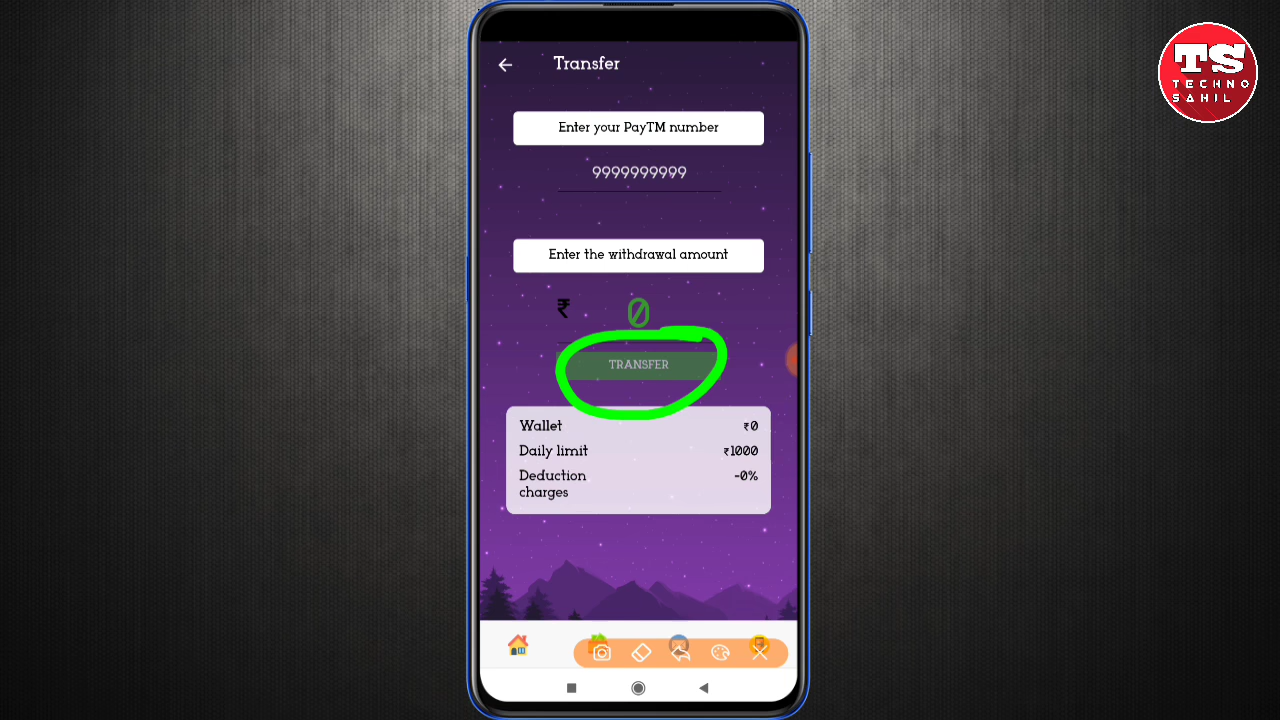 Transfer
Enter your PayTM number
9999999999
Enter the withdrawal amount
₹ 0
TRANSFER
Wallet ₹0
Daily limit ₹1000
Deduction charges -0%
TS
TECHNO
SAHIL